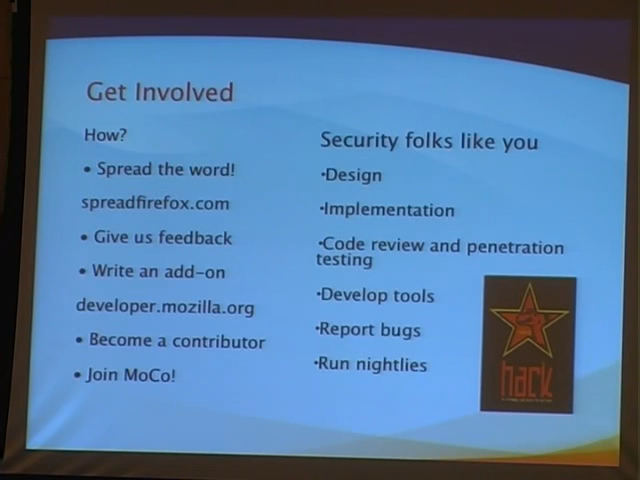 Get Involved
How?
• Spread the word!
spreadfirefox.com
• Give us feedback
• Write an add-on
developer.mozilla.org
• Become a contributor
• Join MoCo!
Security folks like you
•Design
•Implementation
•Code review and penetration
testing
•Develop tools
•Report bugs
•Run nightlies
hack